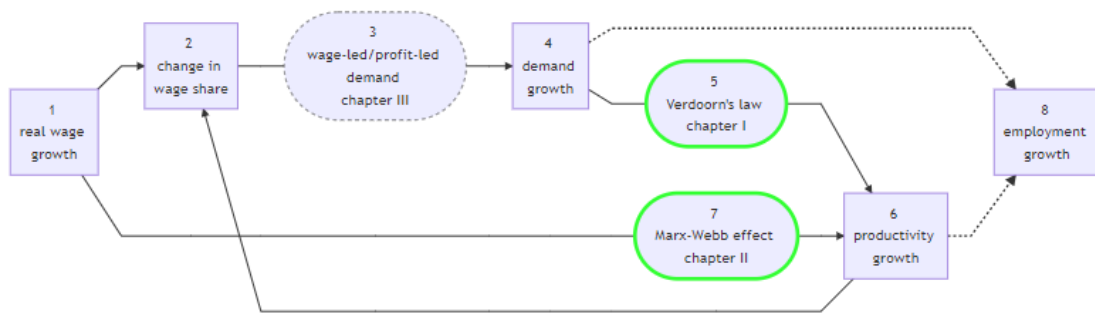 1
real wage
growth
2
change in
wage share
3
wage-led/profit-led
demand
chapter III
4
demand
growth
5
Verdoorn's law
chapter I
6
productivity
growth
7
Marx-Webb effect
chapter II
8
employment
growth